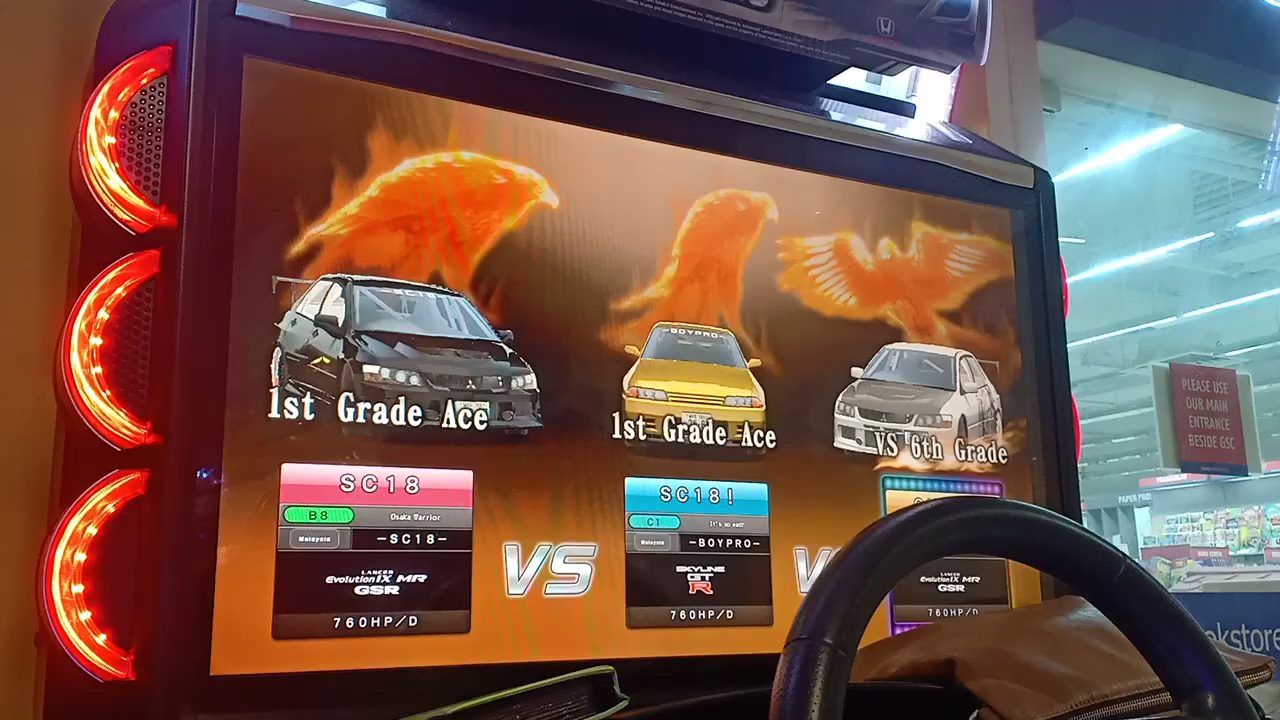 -BOYPRO-
1st Grade Ace
1st Grade Ace
VS 6th Grade
SC18
B8
Osaka Warrior
Malaysia
-SC18-
LANCER
Evolution IX MR
GSR
760HP/D
VS
SC18!
C1
It's so easy
Malaysia
-BOYPRO-
SKYLINE
GT
R
760HP/D
LANCER
Evolution IX MR
GSR
760HP/D
PLEASE USE
OUR MAIN
ENTRANCE
BESIDE GSC